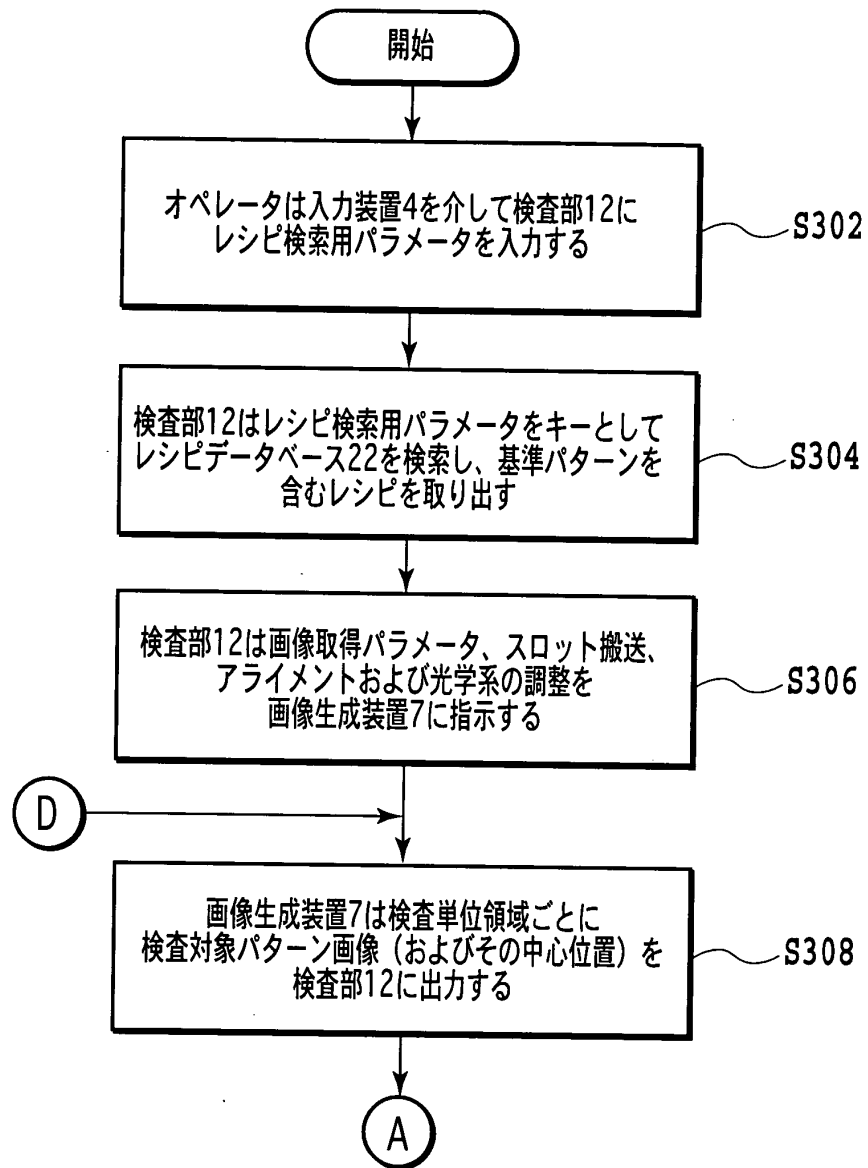 開始
オペレータは入力装置4を介して検査部12に
レシピ検索用パラメータを入力する
S302
検査部12はレシピ検索用パラメータをキーとして
レシピデータベース22を検索し、基準パターンを
含むレシピを取り出す
S304
検査部12は画像取得パラメータ、スロット搬送、
アライメントおよび光学系の調整を
画像生成装置7に指示する
S306
D
画像生成装置7は検査単位領域ごとに
検査対象パターン画像（およびその中心位置）を
検査部12に出力する
S308
A